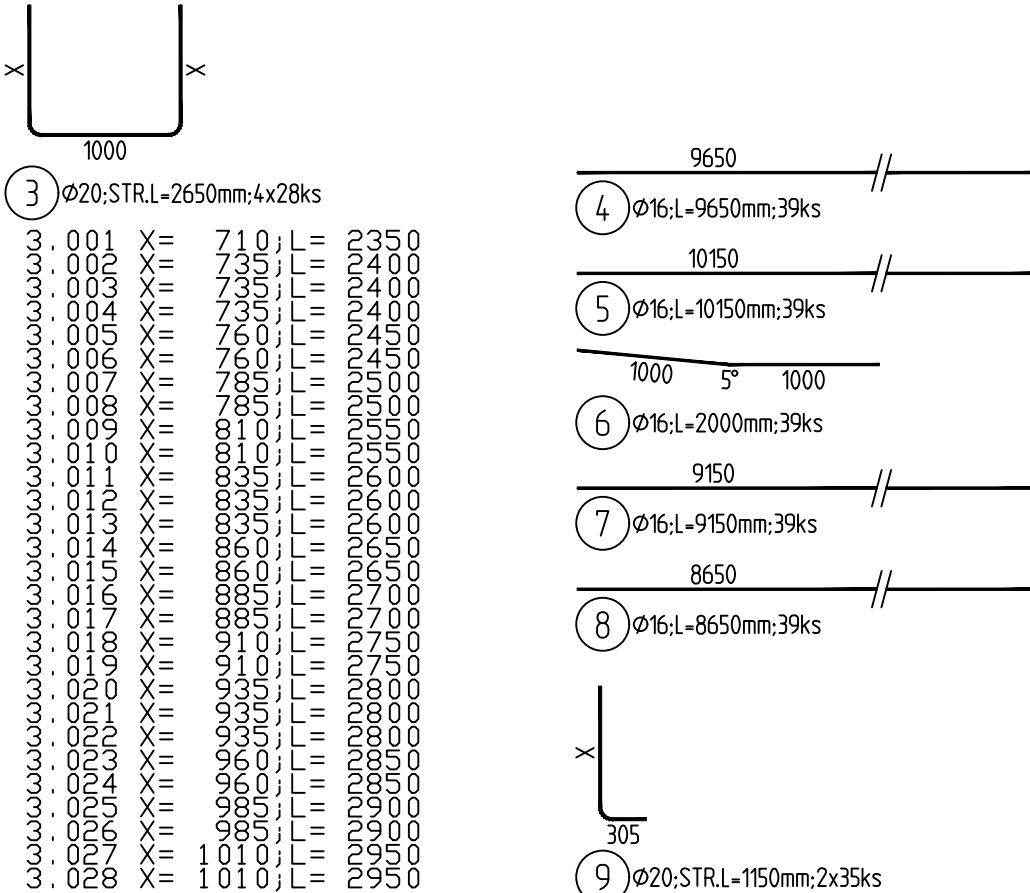 X X
1000
3 Ø20;STR.L=2650mm;4x28ks
3.001 X= 710;L= 2350
3.002 X= 735;L= 2400
3.003 X= 735;L= 2400
3.004 X= 735;L= 2400
3.005 X= 760;L= 2450
3.006 X= 760;L= 2450
3.007 X= 785;L= 2500
3.008 X= 785;L= 2500
3.009 X= 810;L= 2550
3.010 X= 810;L= 2550
3.011 X= 835;L= 2600
3.012 X= 835;L= 2600
3.013 X= 835;L= 2600
3.014 X= 860;L= 2650
3.015 X= 860;L= 2650
3.016 X= 885;L= 2700
3.017 X= 885;L= 2700
3.018 X= 910;L= 2750
3.019 X= 910;L= 2750
3.020 X= 935;L= 2800
3.021 X= 935;L= 2800
3.022 X= 935;L= 2800
3.023 X= 960;L= 2850
3.024 X= 960;L= 2850
3.025 X= 985;L= 2900
3.026 X= 985;L= 2900
3.027 X= 1010;L= 2950
3.028 X= 1010;L= 2950
9650
4 Ø16;L=9650mm;39ks
10150
5 Ø16;L=10150mm;39ks
1000 5° 1000
6 Ø16;L=2000mm;39ks
9150
7 Ø16;L=9150mm;39ks
8650
8 Ø16;L=8650mm;39ks
X
305
9 Ø20;STR.L=1150mm;2x35ks